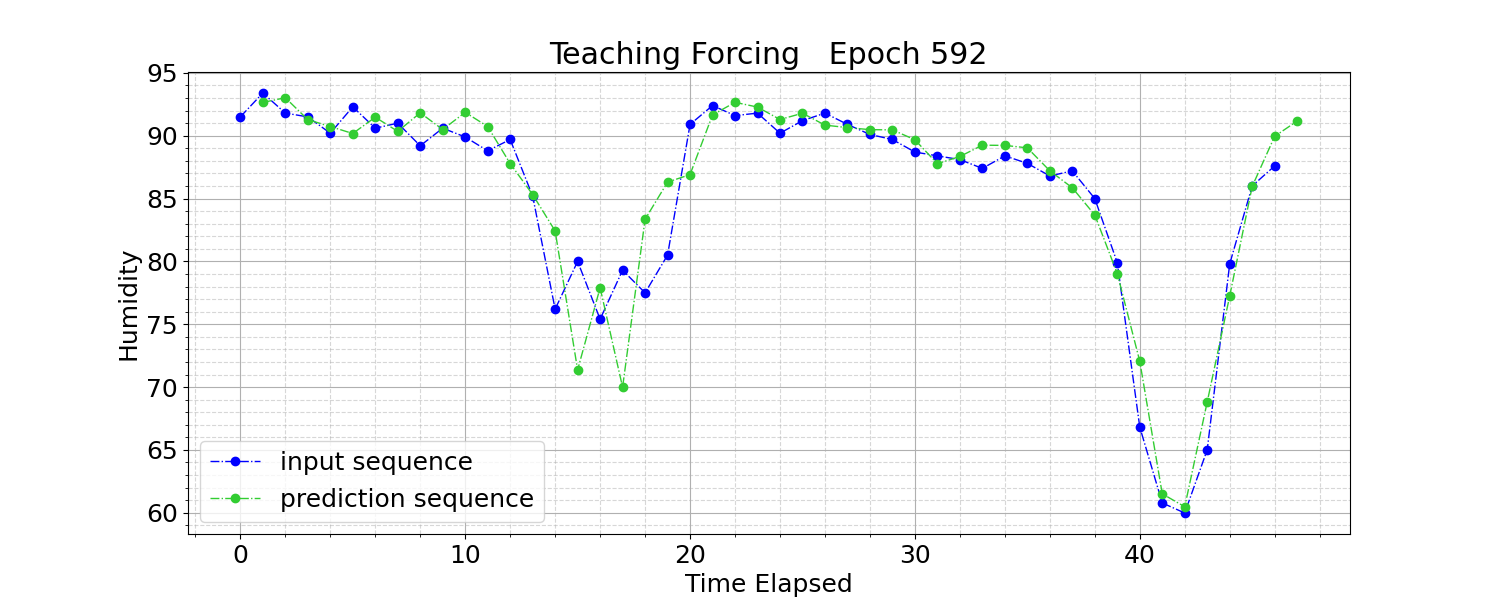 Teaching Forcing   Epoch 592
Humidity
95
90
85
80
75
70
65
60
input sequence
prediction sequence
0 10 20 30 40
Time Elapsed